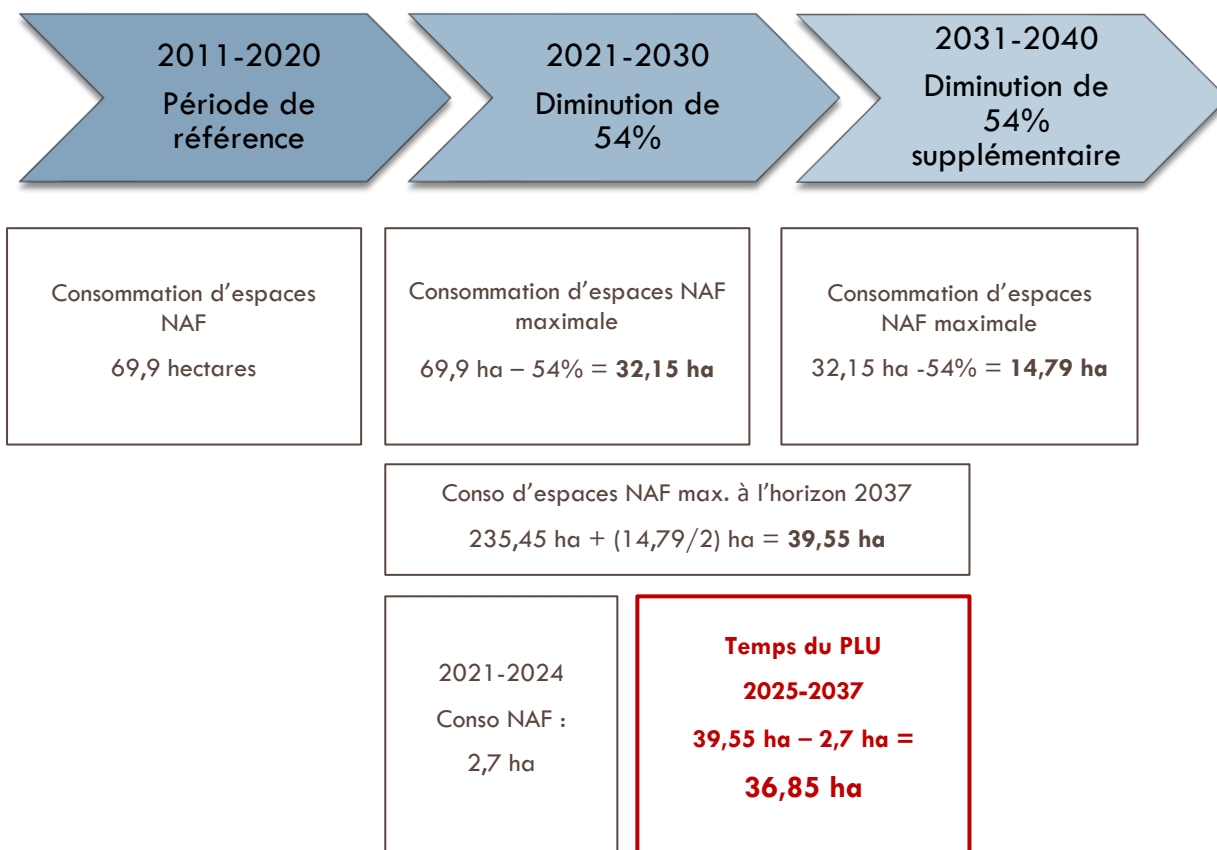 2011-2020
Période de
référence
2021-2030
Diminution de
54%
2031-2040
Diminution de
54%
supplémentaire
Consommation d’espaces
NAF
69,9 hectares
Consommation d’espaces NAF
maximale
69,9 ha – 54% = 32,15 ha
Consommation d’espaces
NAF maximale
32,15 ha -54% = 14,79 ha
Conso d’espaces NAF max. à l’horizon 2037
235,45 ha + (14,79/2) ha = 39,55 ha
2021-2024
Conso NAF :
2,7 ha
Temps du PLU
2025-2037
39,55 ha – 2,7 ha =
36,85 ha